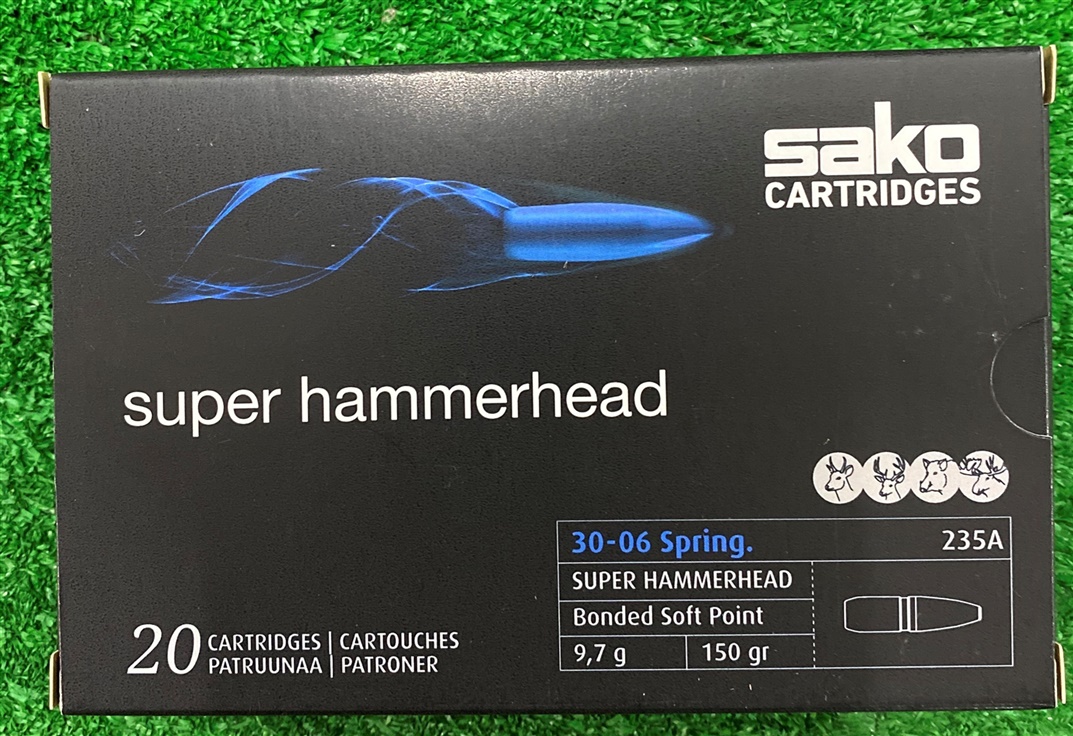 sako
CARTRIDGES
super hammerhead
30-06 Spring. 235A
SUPER HAMMERHEAD
Bonded Soft Point
9,7 g 150 gr
20 CARTRIDGES | CARTOUCHES
PATRUUNAA | PATRONER